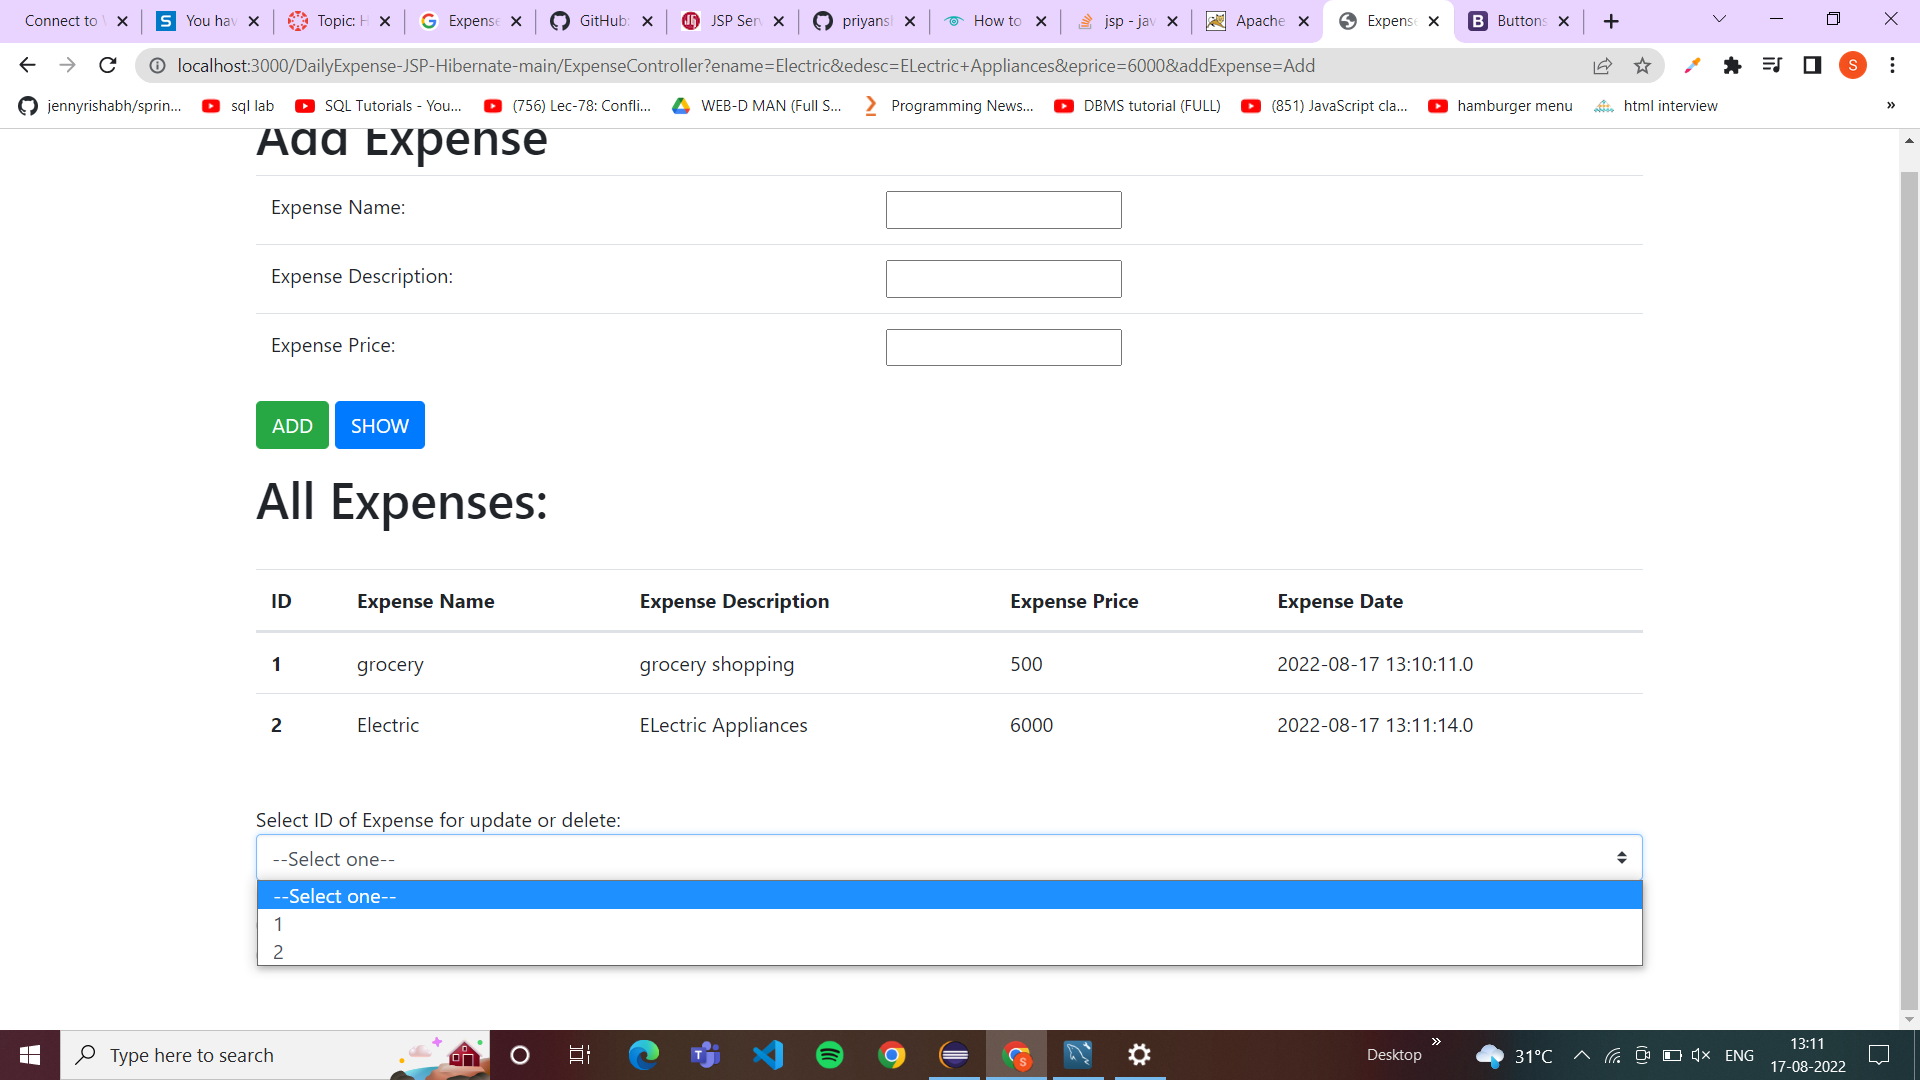 Connect to
You hav
Topic: H
Expense
GitHub:
JSP Ser
priyansh
How to
jsp - jav
Apache
Expense
Buttons
localhost:3000/DailyExpense-JSP-Hibernate-main/ExpenseController?ename=Electric&edesc=ELectric+Appliances&eprice=6000&addExpense=Add
S
jennyrishabh/sprin...
sql lab
SQL Tutorials - You...
(756) Lec-78: Confli...
WEB-D MAN (Full S...
Programming News...
DBMS tutorial (FULL)
(851) JavaScript cla...
hamburger menu
html interview
»
Add Expense
Expense Name:
Expense Description:
Expense Price:
ADD SHOW
All Expenses:
ID Expense Name Expense Description Expense Price Expense Date
1 grocery grocery shopping 500 2022-08-17 13:10:11.0
2 Electric ELectric Appliances 6000 2022-08-17 13:11:14.0
Select ID of Expense for update or delete:
--Select one--
--Select one--
1
2
Type here to search
Desktop
»
31°C
ENG
13:11
17-08-2022